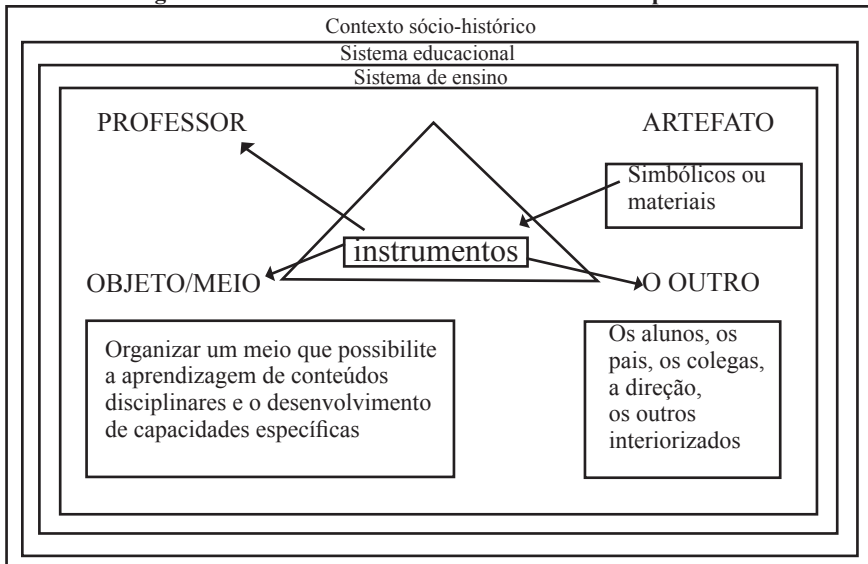 Contexto sócio-histórico
Sistema educacional
Sistema de ensino
PROFESSOR
ARTEFATO
Simbólicos ou
materiais
instrumentos
OBJETO/MEIO
O OUTRO
Organizar um meio que possibilite
a aprendizagem de conteúdos
disciplinares e o desenvolvimento
de capacidades específicas
Os alunos, os
pais, os colegas,
a direção,
os outros
interiorizados